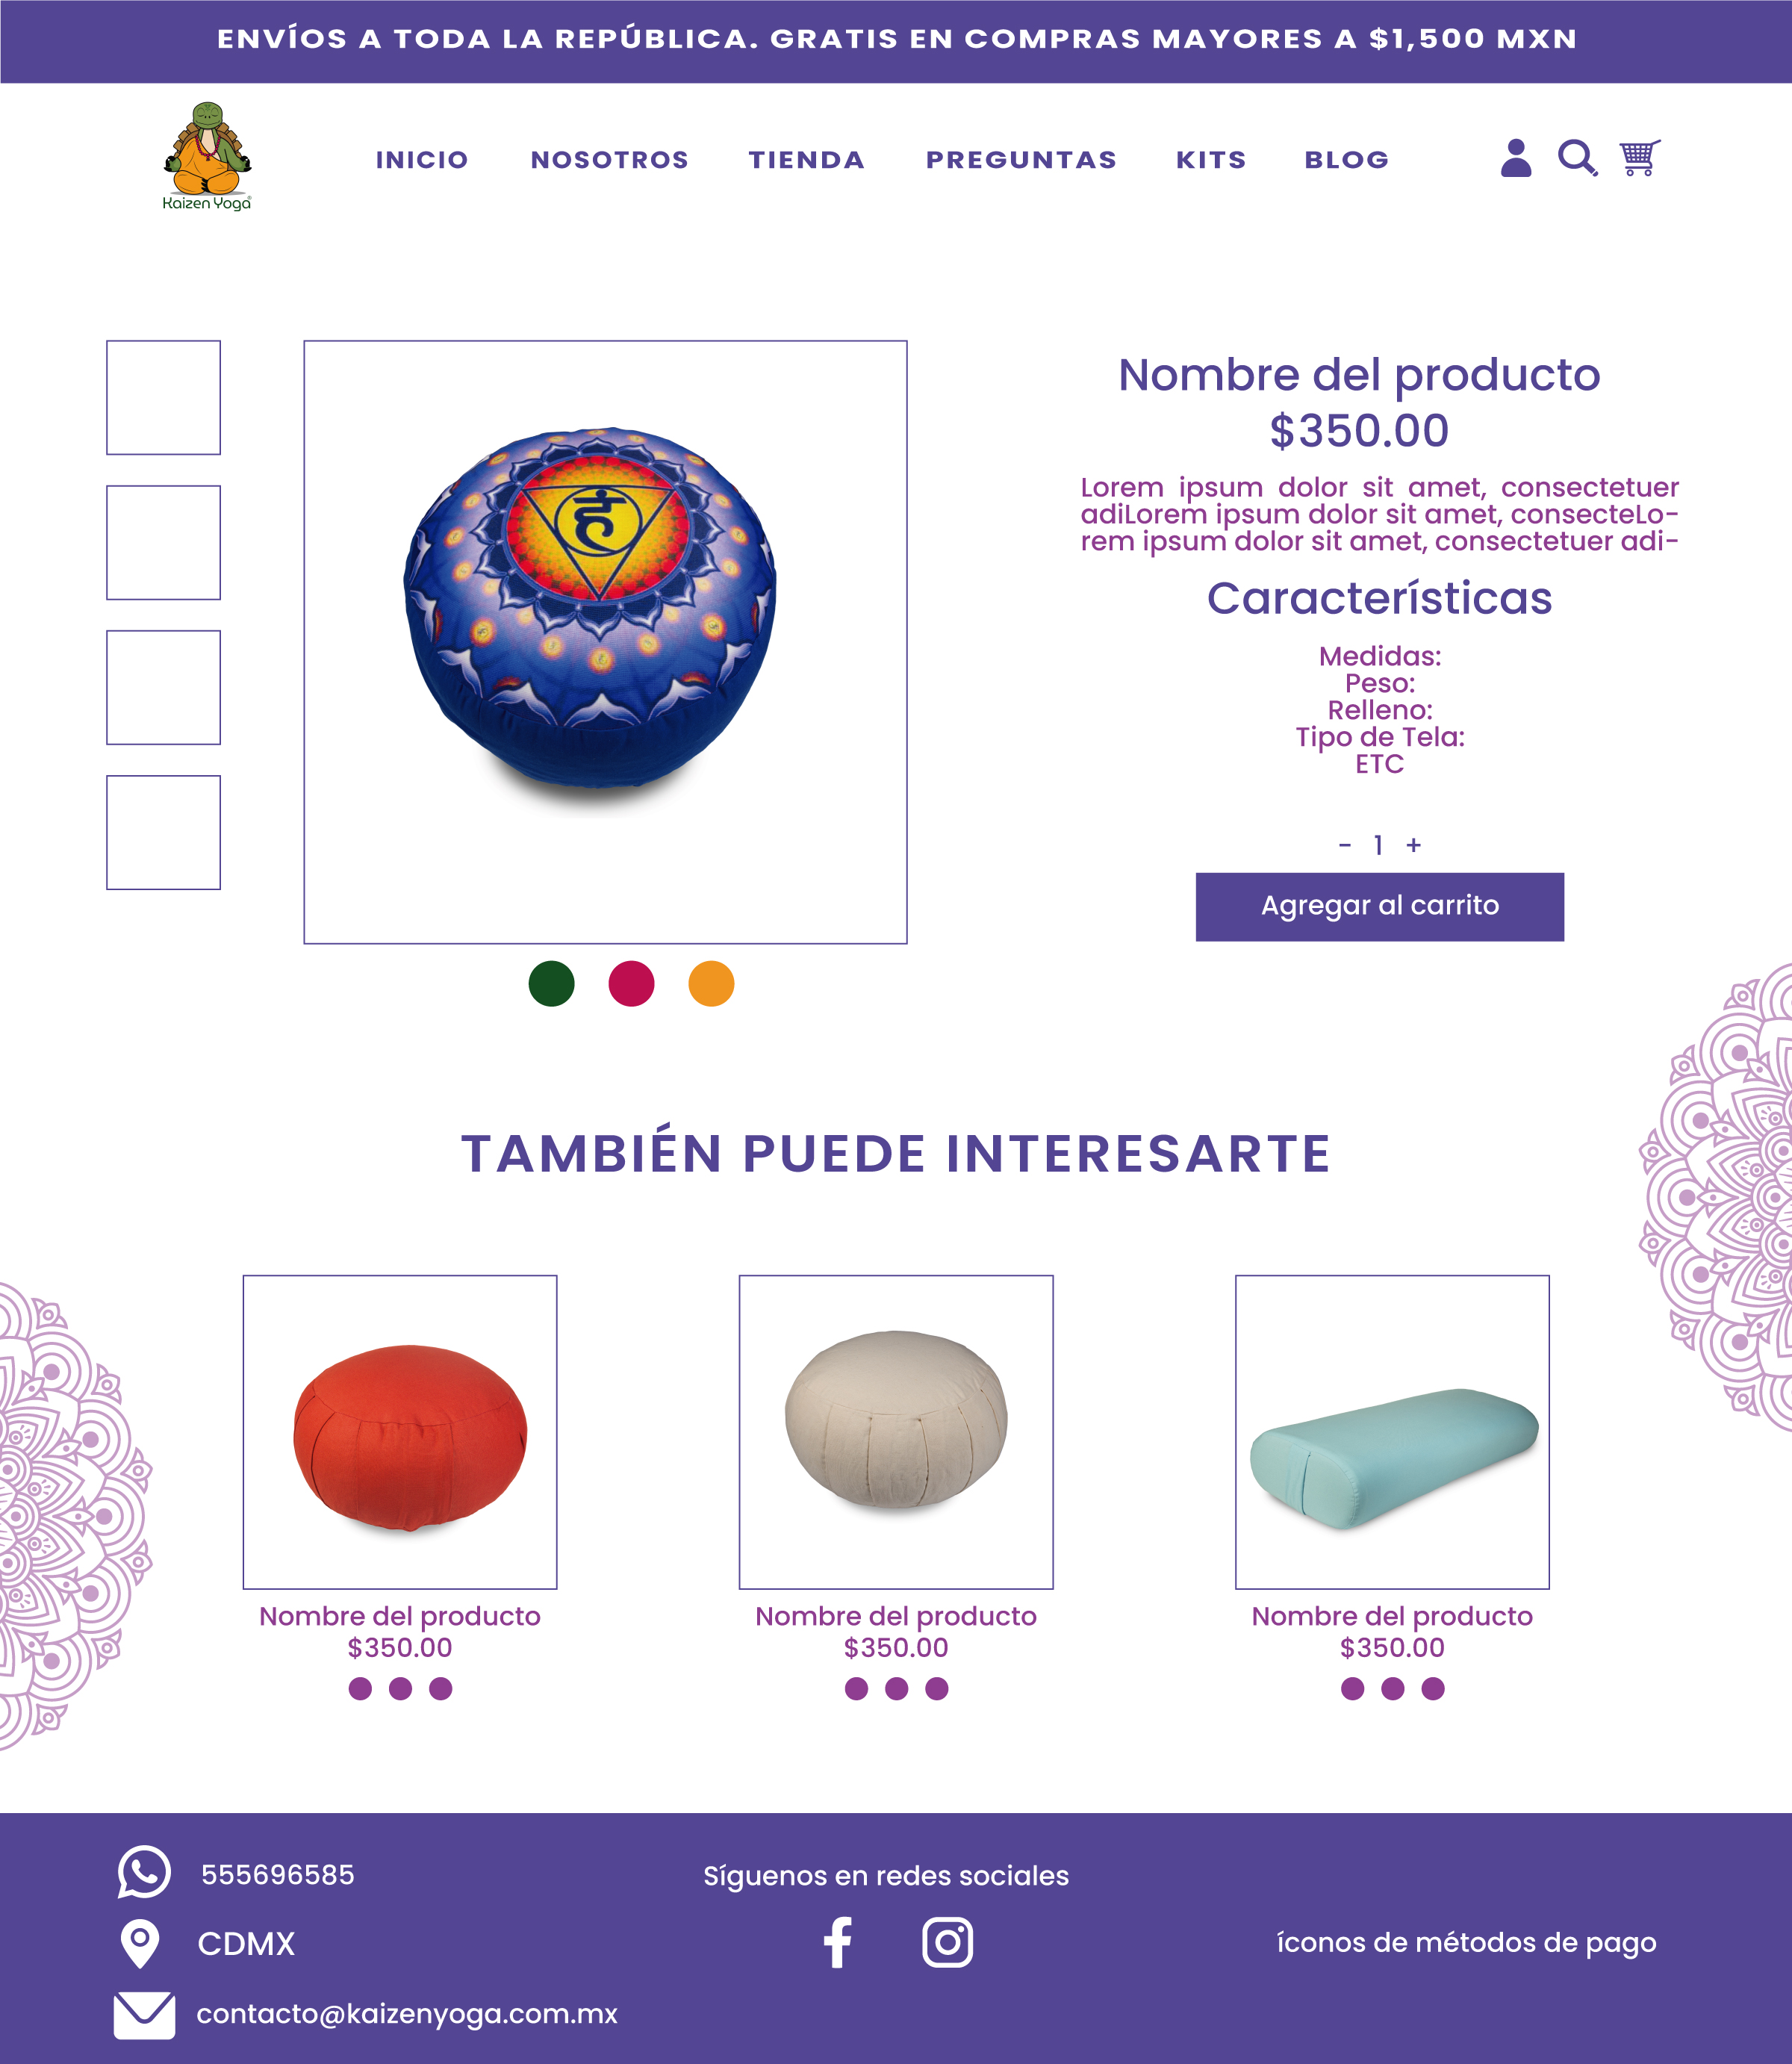 ENVÍOS A TODA LA REPÚBLICA. GRATIS EN COMPRAS MAYORES A $1,500 MXN
Kaizen Yoga
INICIO NOSOTROS TIENDA PREGUNTAS KITS BLOG
हं
Nombre del producto
$350.00
Lorem ipsum dolor sit amet, consectetuer
adiLorem ipsum dolor sit amet, consecteLo-
rem ipsum dolor sit amet, consectetuer adi-
Características
Medidas:
Peso:
Relleno:
Tipo de Tela:
ETC
- 1 +
Agregar al carrito
TAMBIÉN PUEDE INTERESARTE
Nombre del producto
$350.00
Nombre del producto
$350.00
Nombre del producto
$350.00
555696585
CDMX
contacto@kaizenyoga.com.mx
Síguenos en redes sociales
íconos de métodos de pago